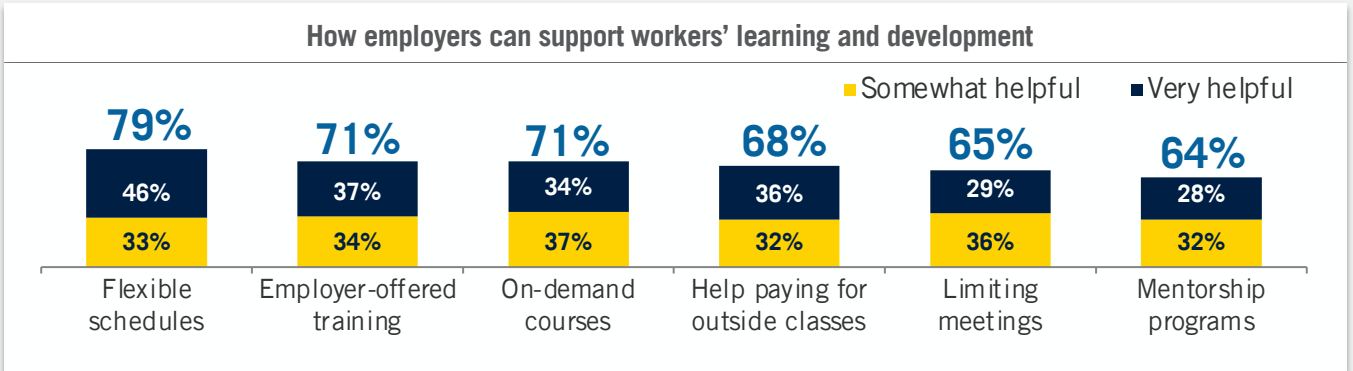 How employers can support workers’ learning and development
Somewhat helpful Very helpful
79% 71% 71% 68% 65% 64%
46% 37% 34% 36% 29% 28%
33% 34% 37% 32% 36% 32%
Flexible Employer-offered On-demand Help paying for Limiting Mentorship
schedules training courses outside classes meetings programs